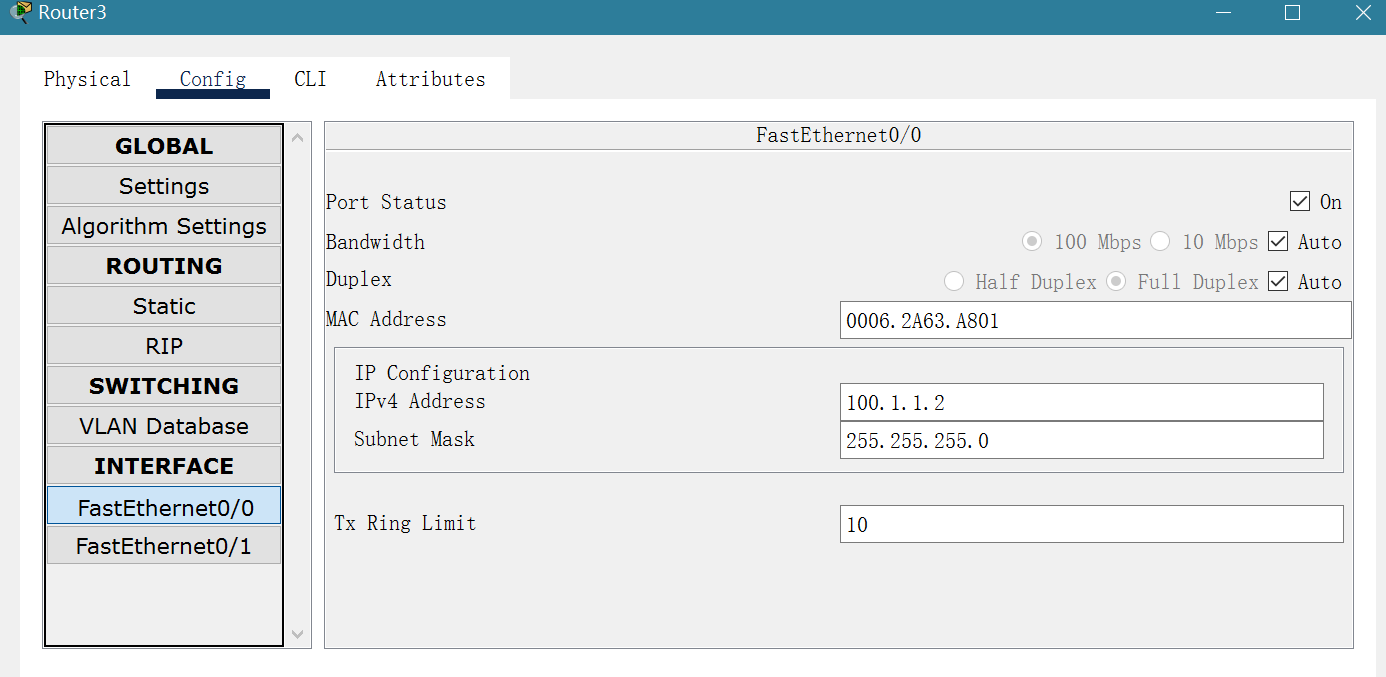 Router3
Physical Config CLI Attributes
GLOBAL
Settings
Algorithm Settings
ROUTING
Static
RIP
SWITCHING
VLAN Database
INTERFACE
FastEthernet0/0
FastEthernet0/1
FastEthernet0/0
Port Status On
Bandwidth 100 Mbps 10 Mbps Auto
Duplex Half Duplex Full Duplex Auto
MAC Address 0006.2A63.A801
IP Configuration
IPv4 Address 100.1.1.2
Subnet Mask 255.255.255.0
Tx Ring Limit 10